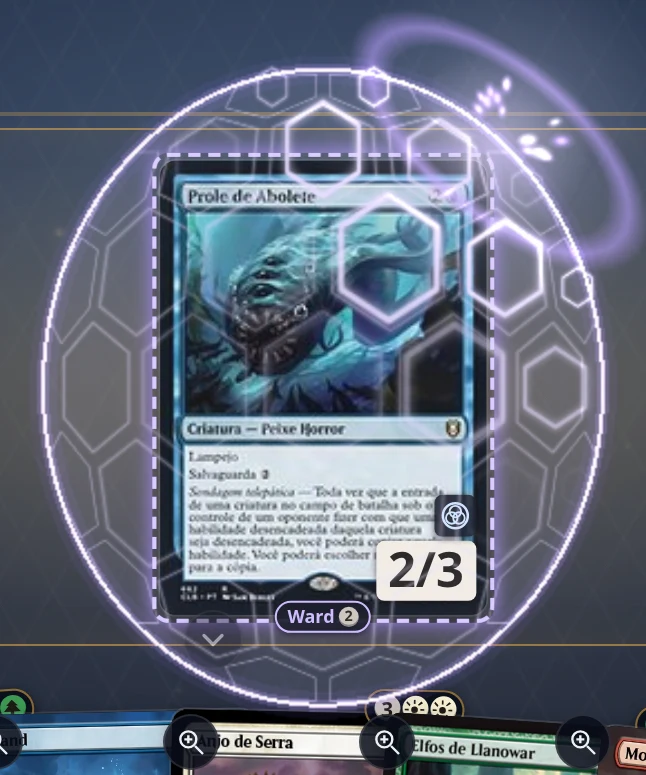 Prole de Abolete
Criatura — Peixe Horror
Lampejo
Salvaguarda 2
Sondagem telepática — Toda vez que a entrada
de uma criatura no campo de batalha sob o
controle de um oponente fizer com que uma
habilidade desencadeada daquela criatura
seja desencadeada, você poderá
habilidade. Você poderá escolher
para a cópia.
2/3
Ward 2
3
Anjo de Serra
Elfos de Llanowar
Mo